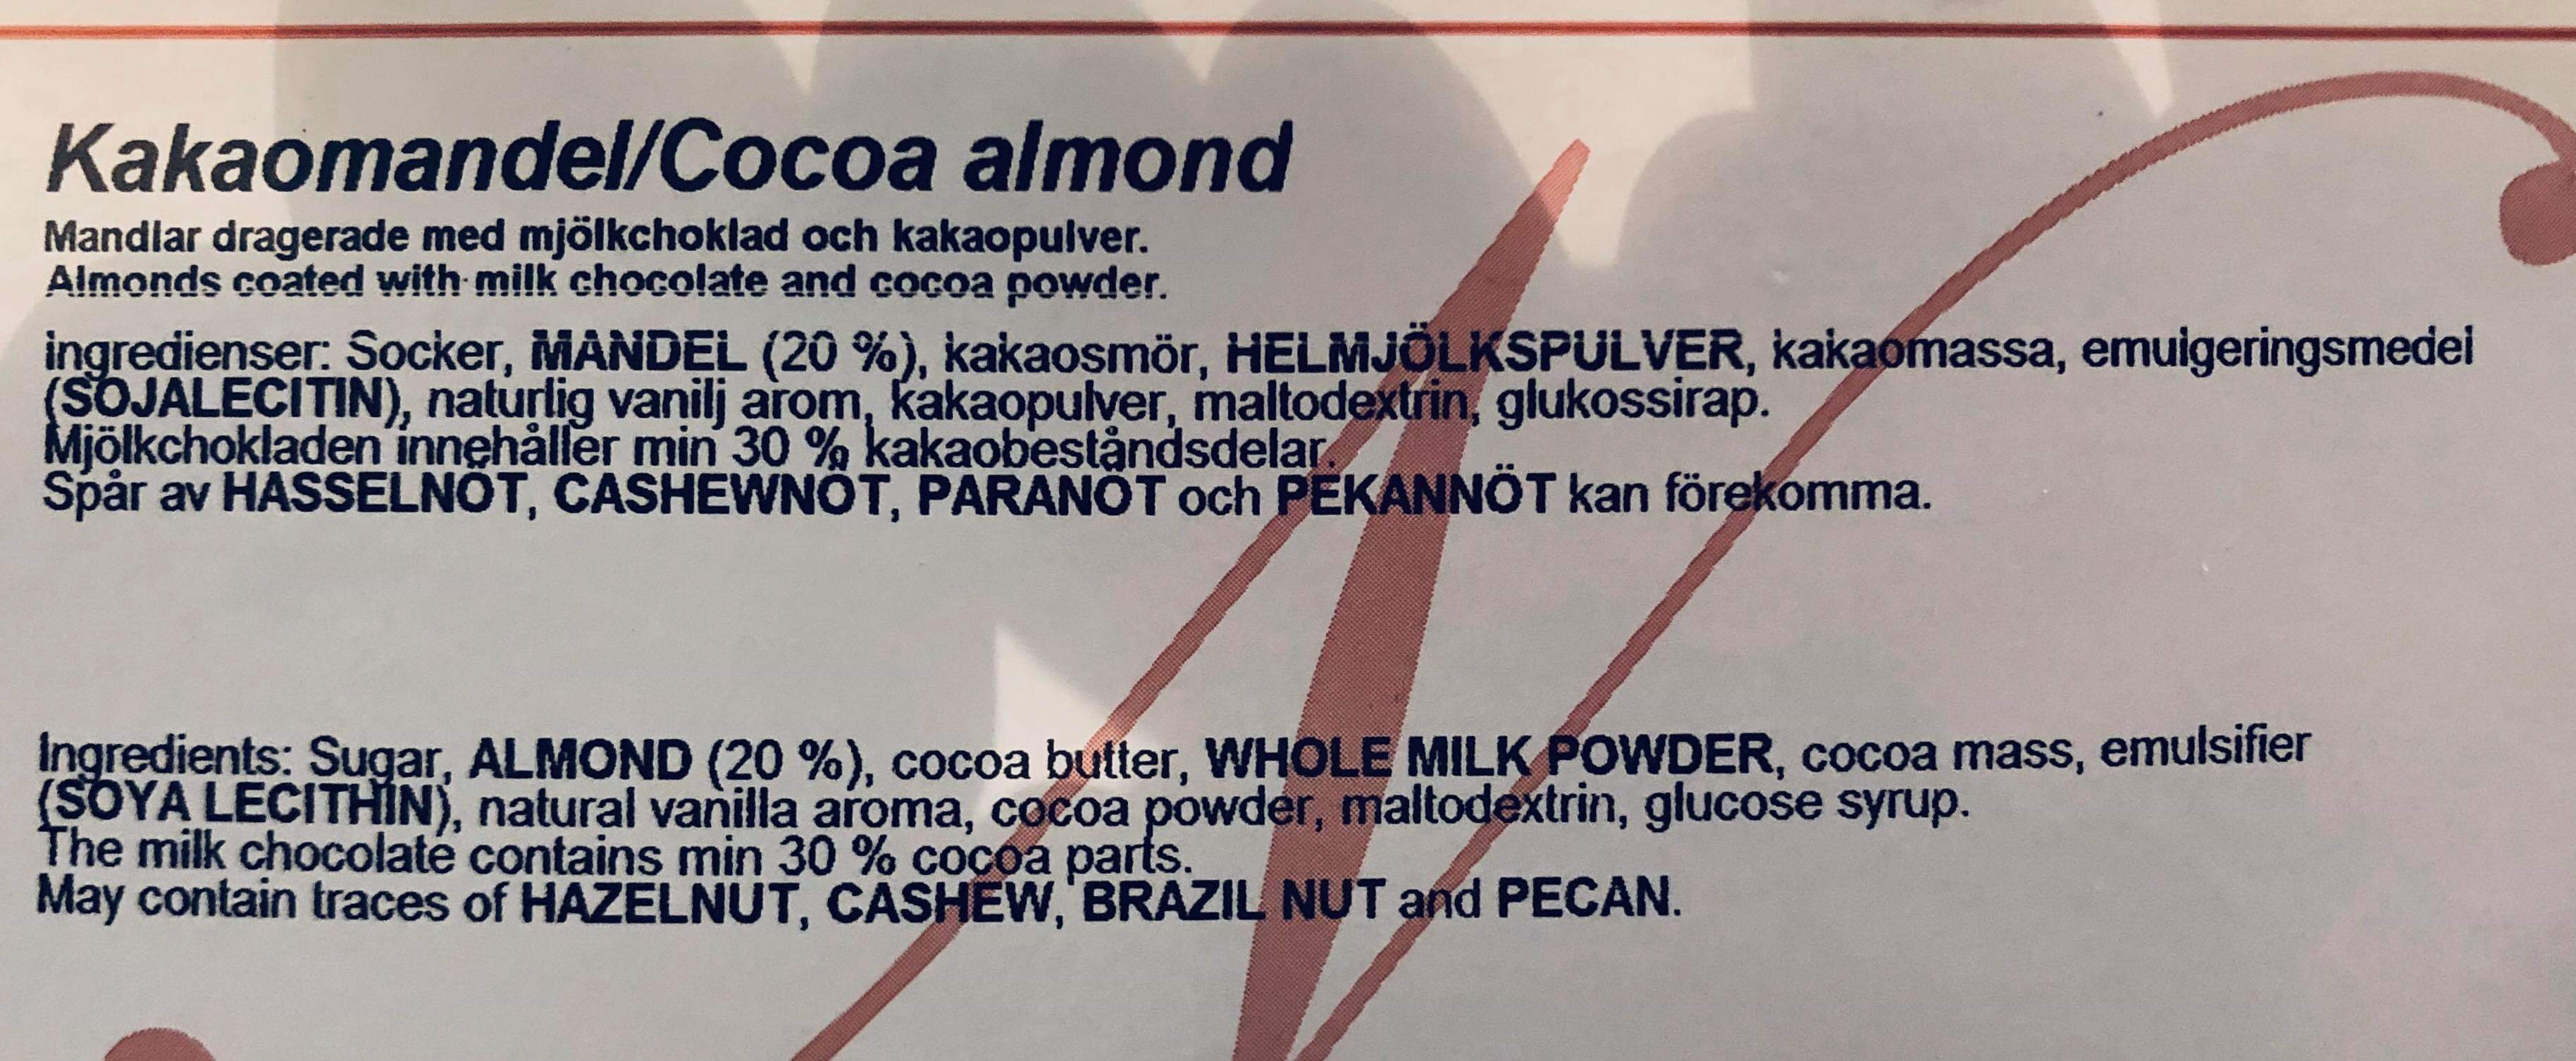 Kakaomandel/Cocoa almond
Mandlar dragerade med mjölkchoklad och kakaopulver.
Almonds coated with milk chocolate and cocoa powder.
ingredienser: Socker, MANDEL (20 %), kakaosmör, HELMJÖLKSPULVER, kakaomassa, emulgeringsmedel
(SOJALECITIN), naturlig vanilj arom, kakaopulver, maltodextrin, glukossirap.
Mjölkchokladen innehåller min 30 % kakaobeståndsdelar.
Spår av HASSELNÖT, CASHEWNÖT, PARANÖT och PEKANNÖT kan förekomma.
Ingredients: Sugar, ALMOND (20 %), cocoa butter, WHOLE MILK POWDER, cocoa mass, emulsifier
(SOYA LECITHIN), natural vanilla aroma, cocoa powder, maltodextrin, glucose syrup.
The milk chocolate contains min 30 % cocoa parts.
May contain traces of HAZELNUT, CASHEW, BRAZIL NUT and PECAN.